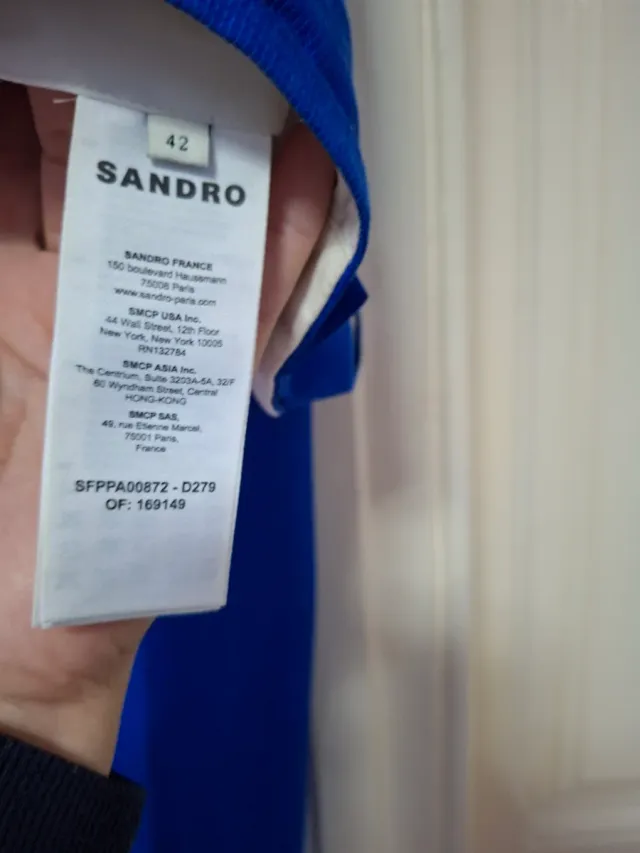 42
SANDRO
SANDRO FRANCE
150 boulevard Haussmann
75008 Paris
www.sandro-paris.com
SMCP USA Inc.
44 Wall Street, 12th Floor
New York, New York 10005
RN132784
SMCP ASIA Inc.
The Centrium, Suite 3203A-5A, 32/F
60 Wyndham Street, Central
HONG-KONG
SMCP SAS,
49, rue Etienne Marcel,
75001 Paris,
France
SFPPA00872 - D279
OF: 169149